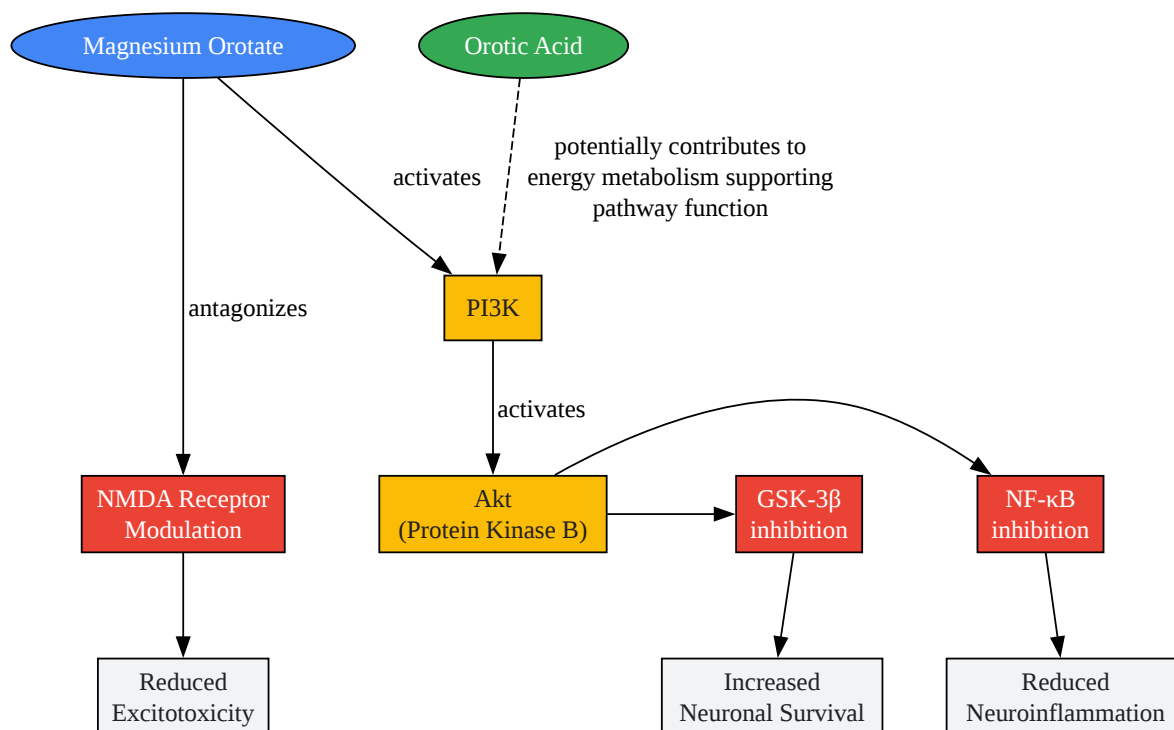 Magnesium Orotate
Orotic Acid
activates
potentially contributes to
energy metabolism supporting
pathway function
antagonizes
PI3K
activates
NMDA Receptor
Modulation
Akt
(Protein Kinase B)
GSK-3β
inhibition
NF-κB
inhibition
Reduced
Excitotoxicity
Increased
Neuronal Survival
Reduced
Neuroinflammation